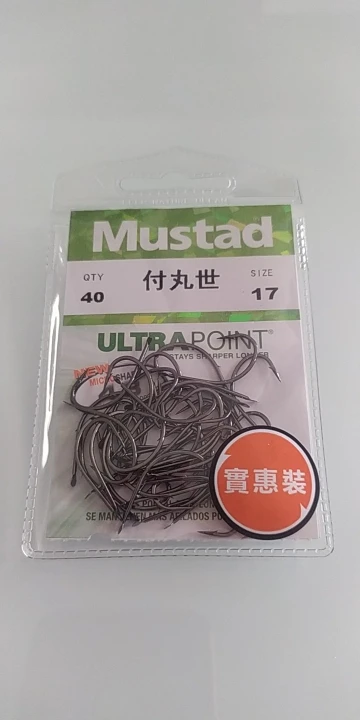 Mustad
QTY 付丸世 SIZE
40 17
ULTRAPOINT®
STAYS SHARPER LONGER
NEW
實惠裝